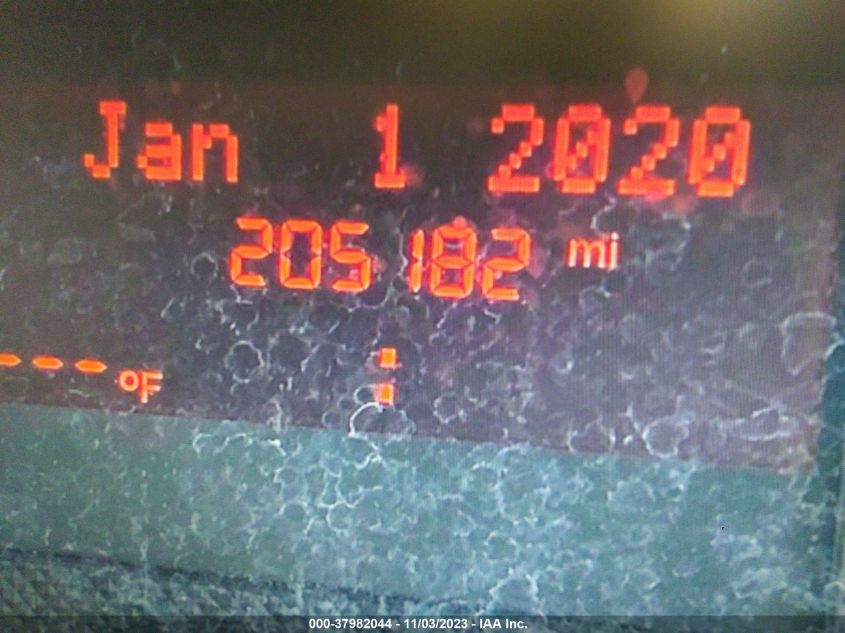 Jan 1 2020
205182 mi
---°F :
000-37982044 - 11/03/2023 - IAA Inc.